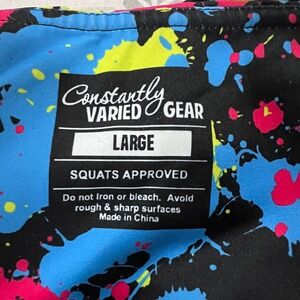 Constantly
VARIED GEAR
LARGE
SQUATS APPROVED
Do not Iron or bleach. Avoid
rough & sharp surfaces
Made in China